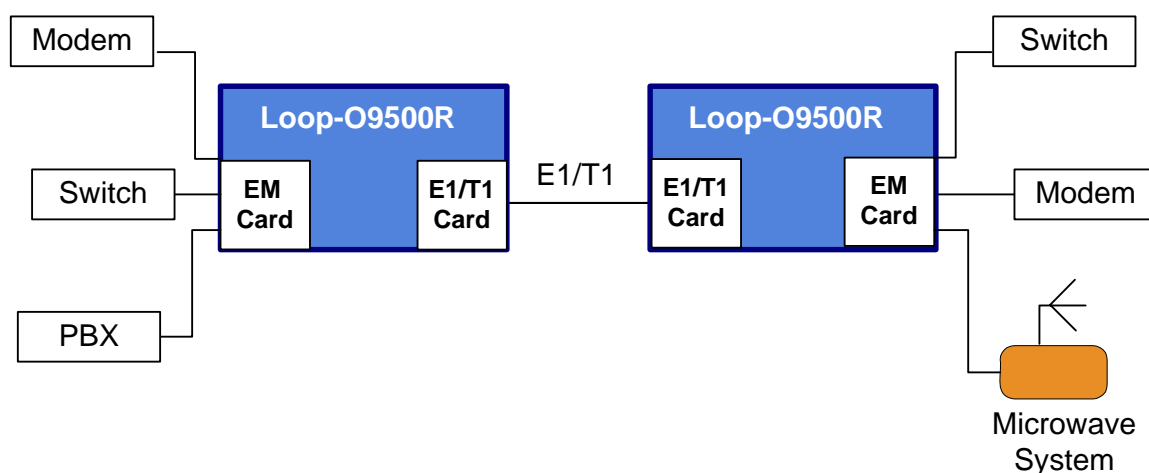 Modem
Switch
Loop-O9500R
Loop-O9500R
Switch
EM
Card
E1/T1
Card
E1/T1
E1/T1
Card
EM
Card
Modem
PBX
Microwave
System